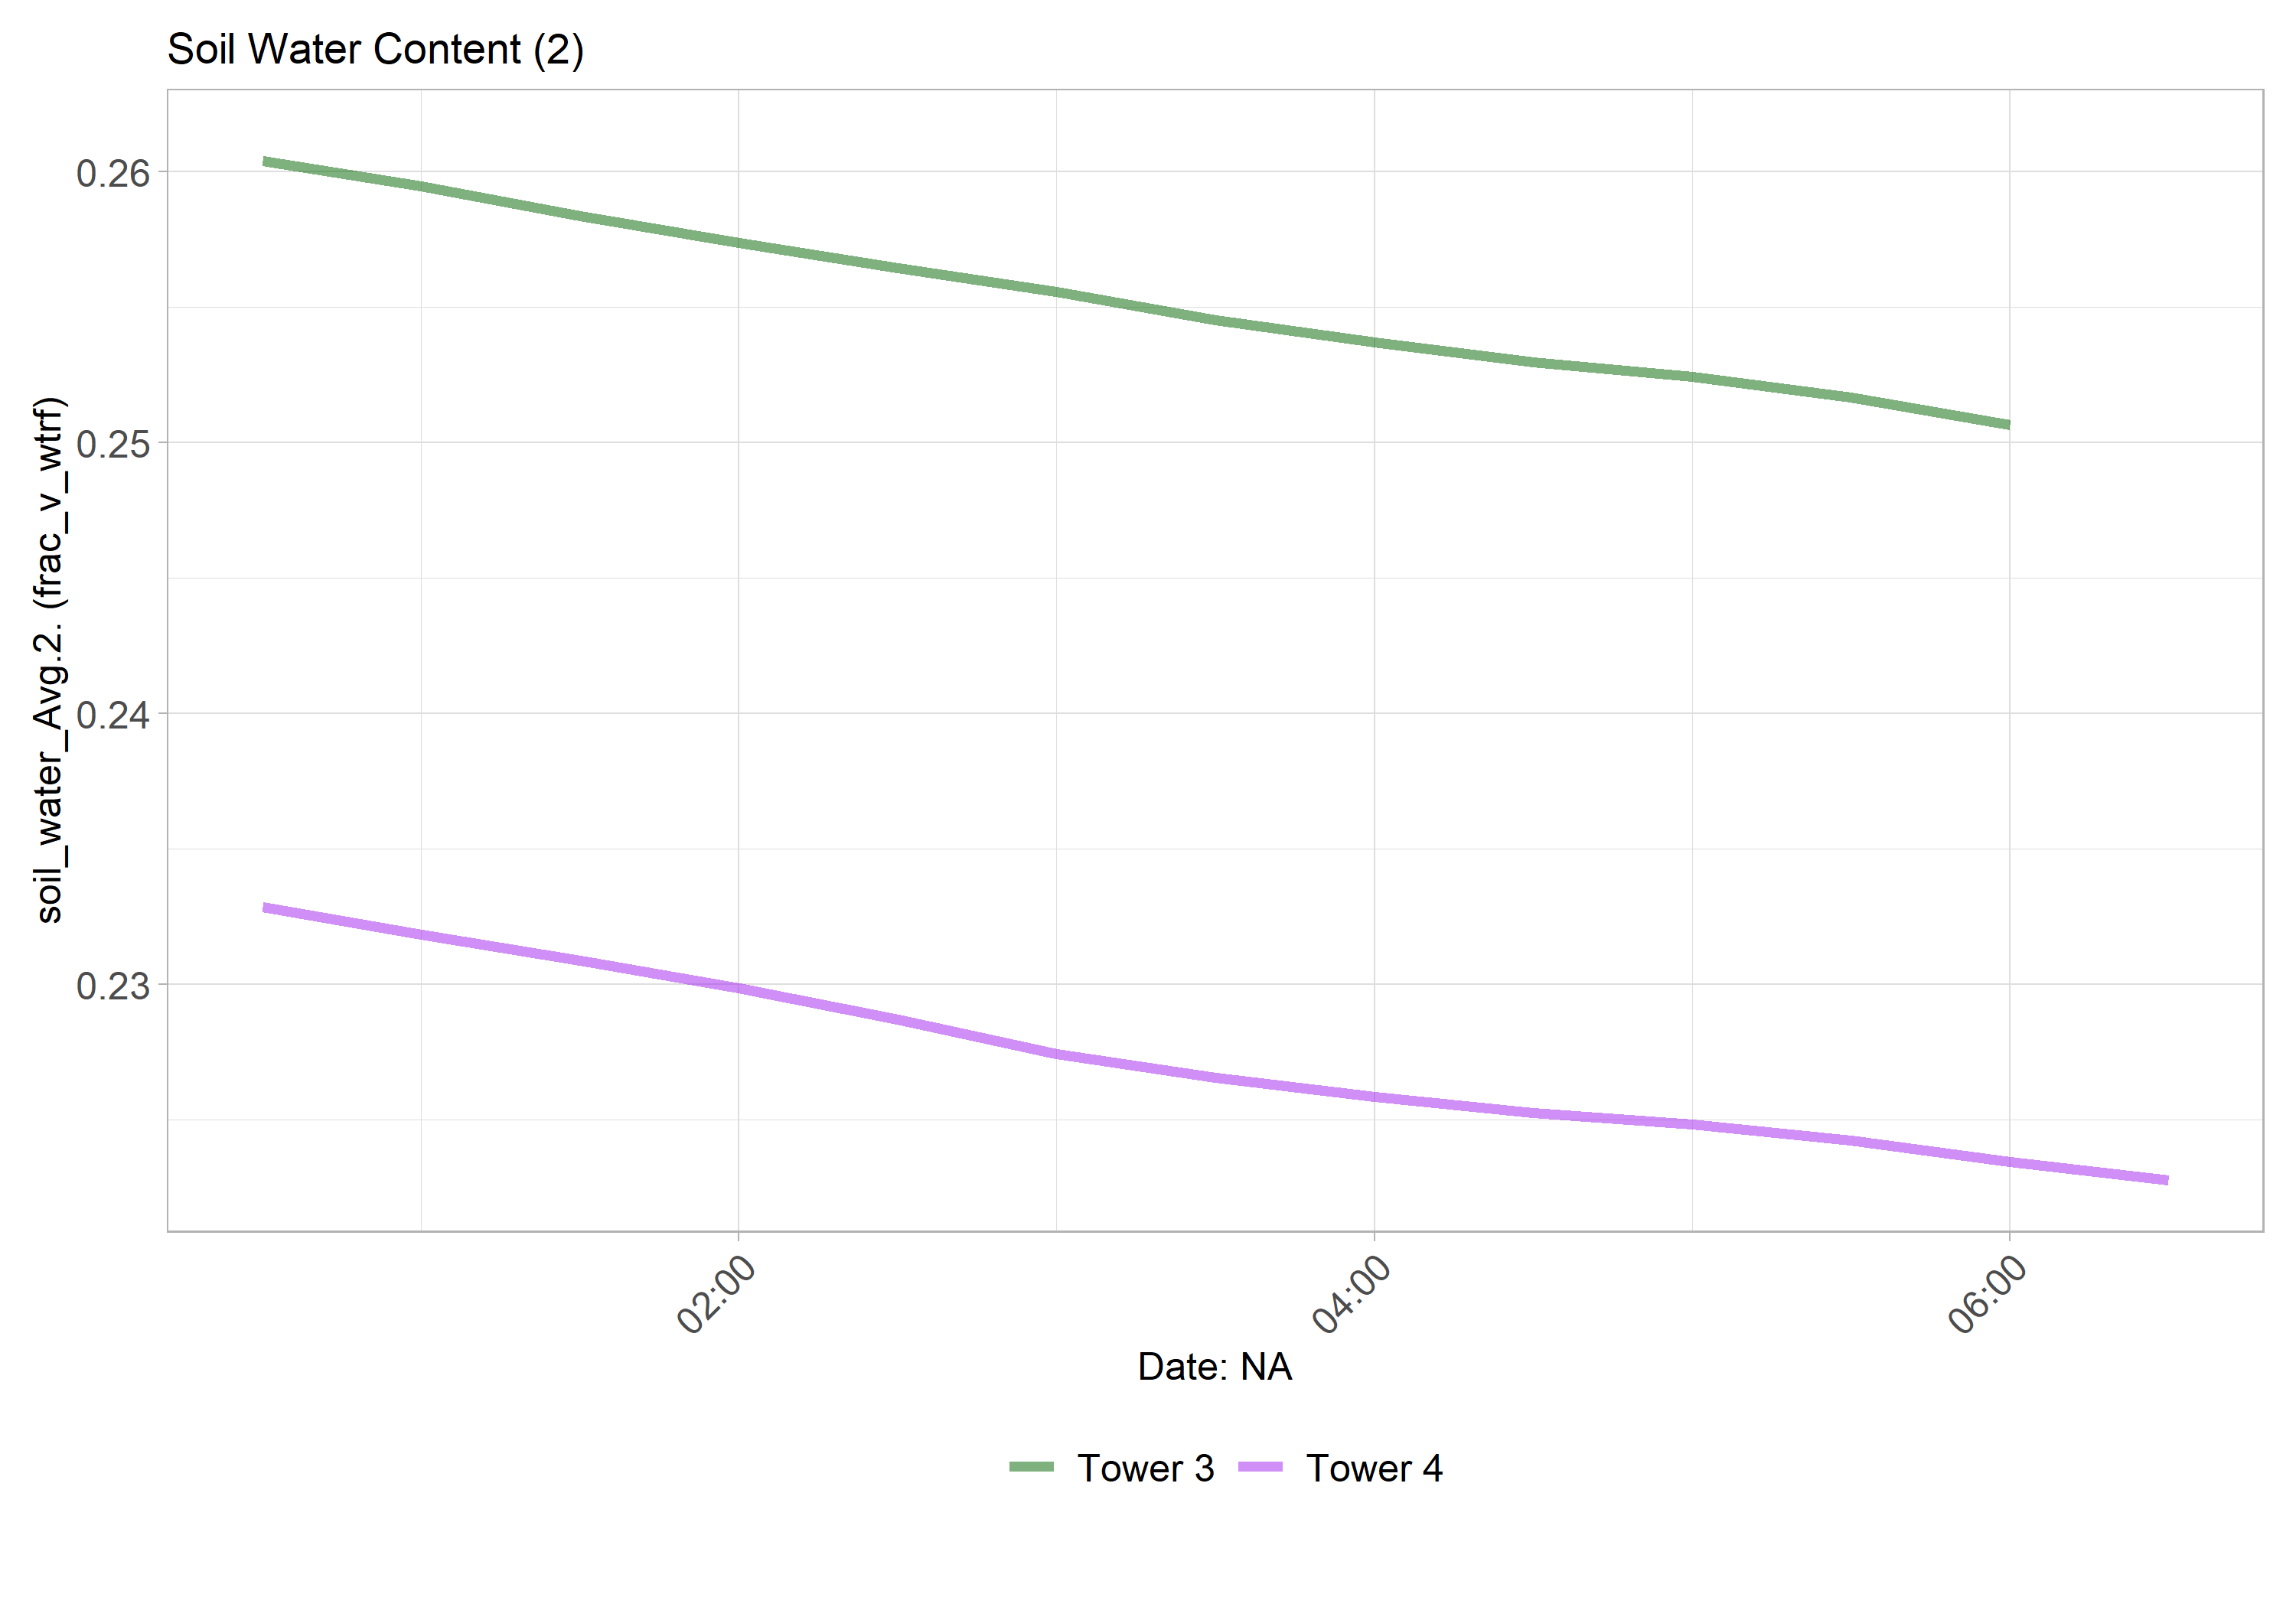 Soil Water Content (2)
soil_water_Avg.2. (frac_v_wtrf)
0.26
0.25
0.24
0.23
02:00
04:00
06:00
Date: NA
Tower 3
Tower 4